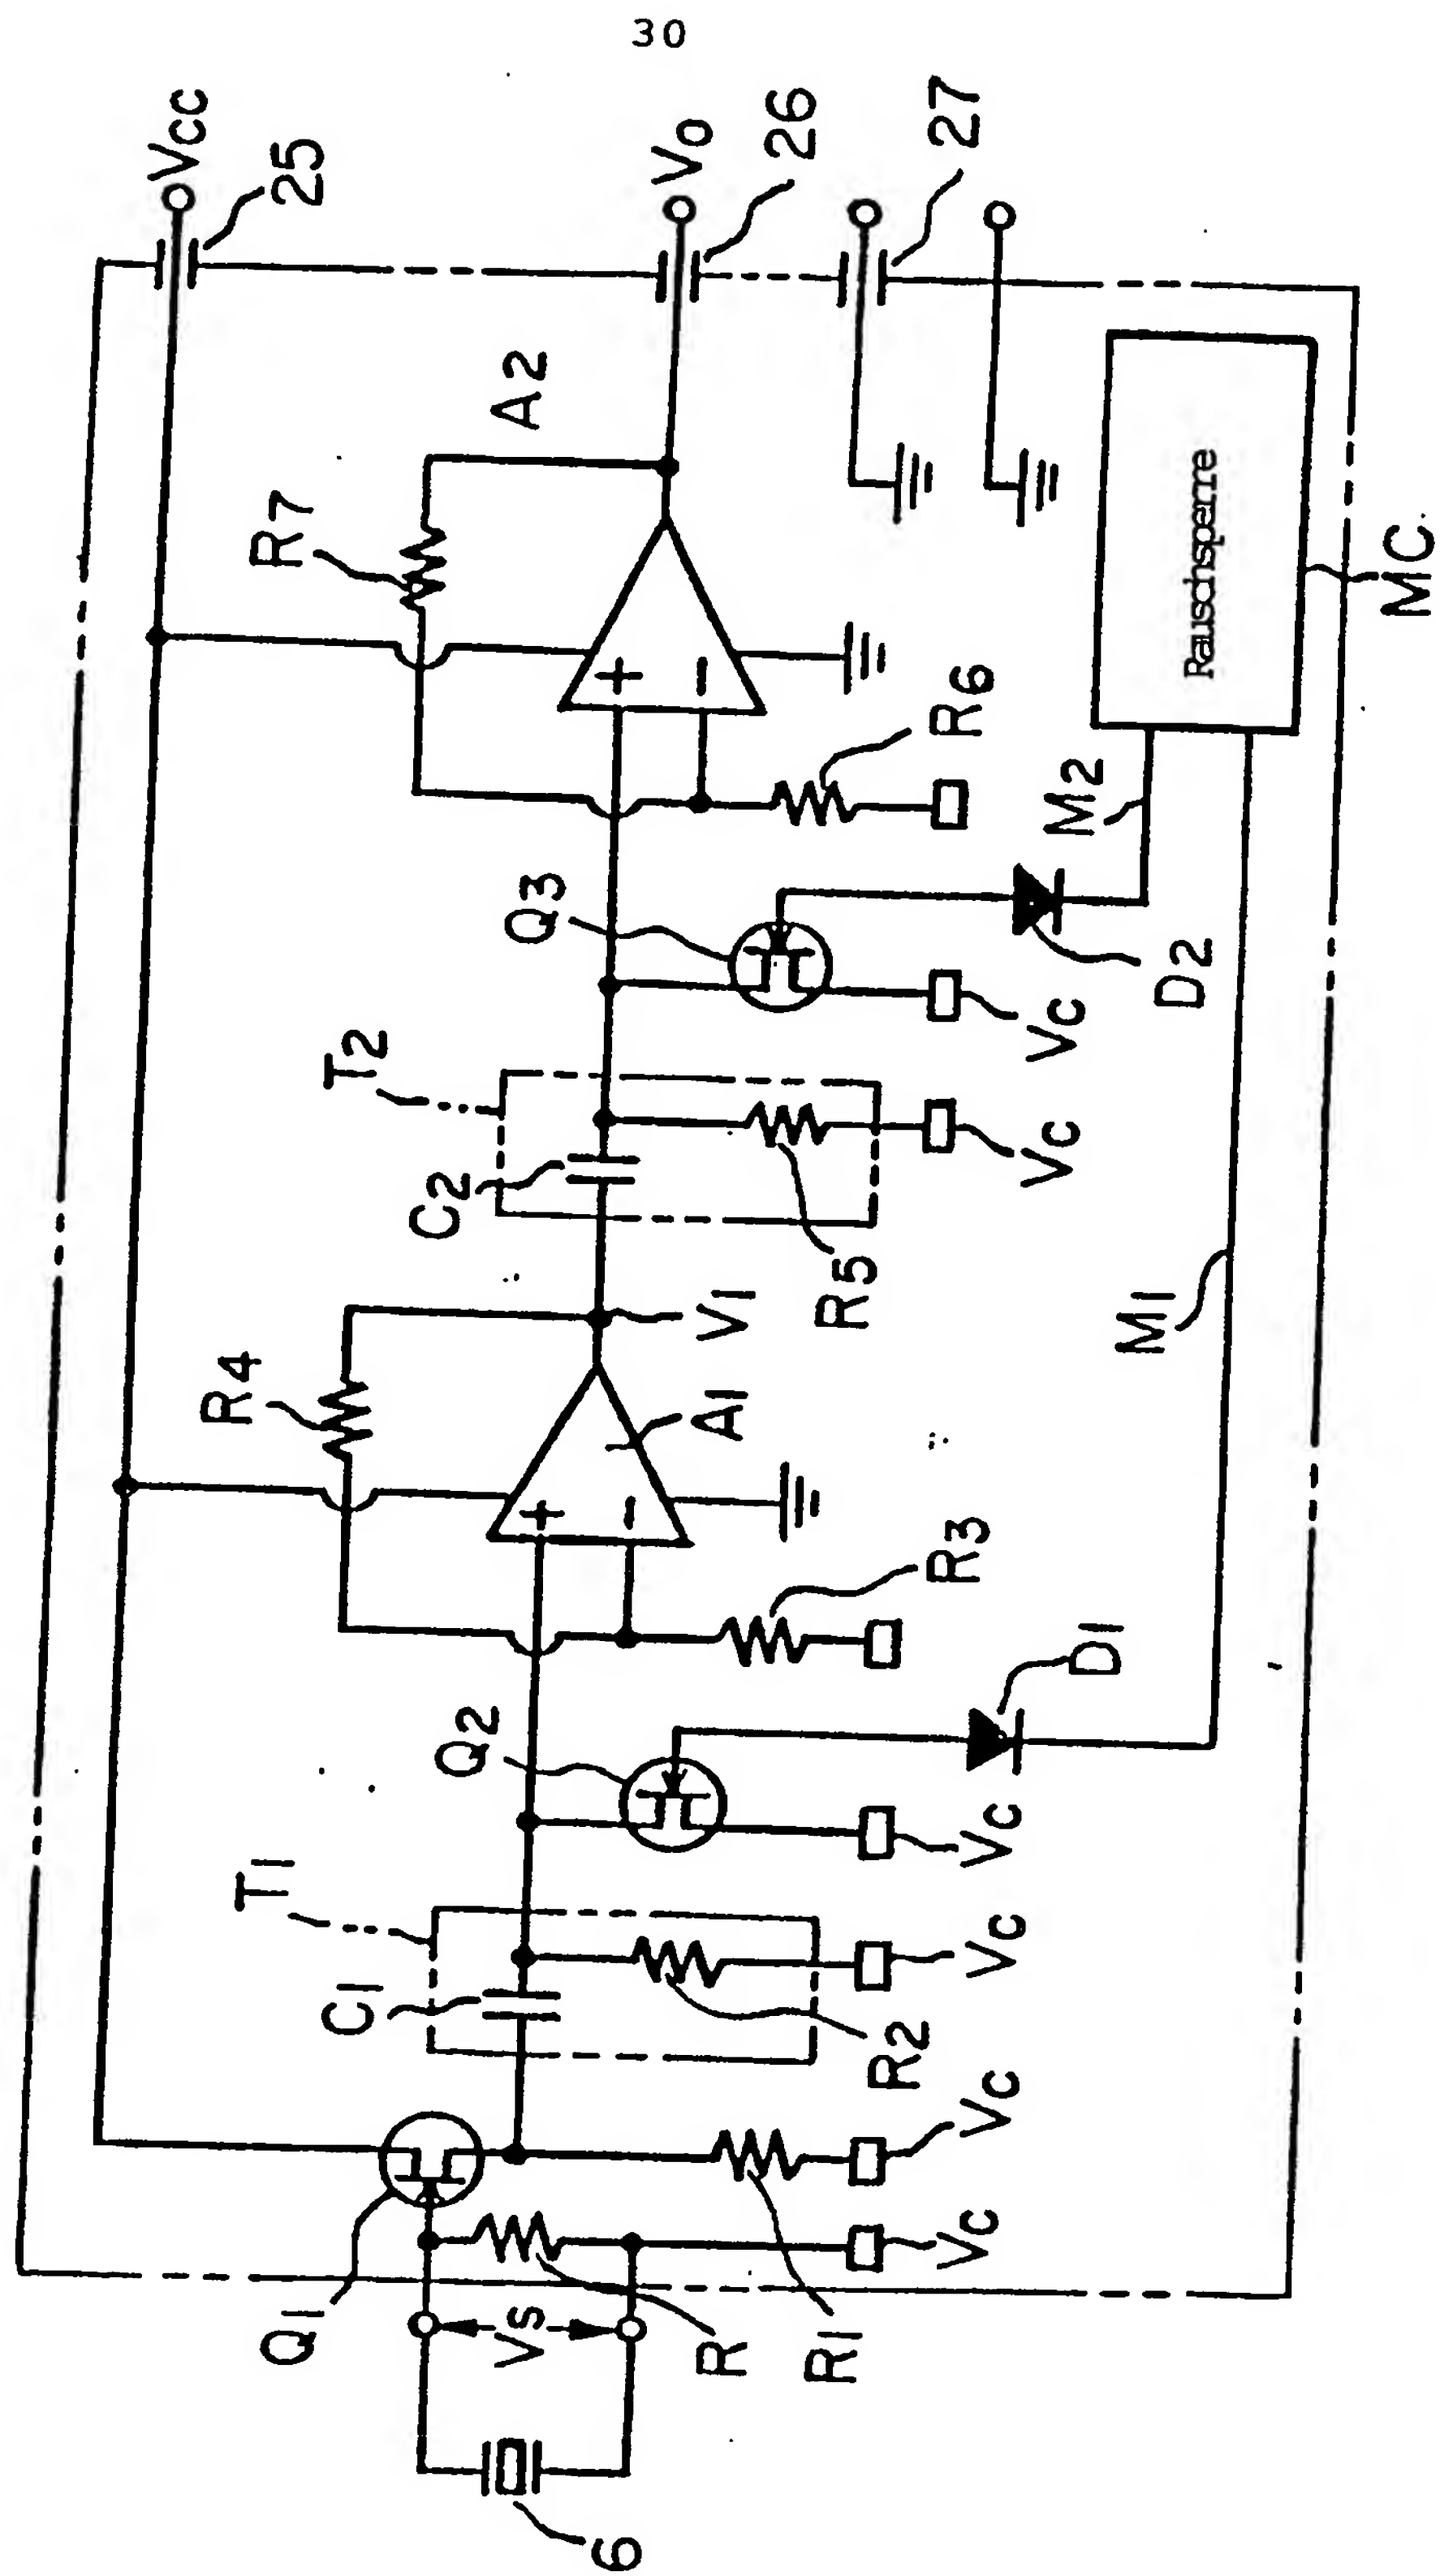 30
Vcc
25
Vo
26
27
A2
R7
R6
Rauschsperre
MC
M2
Q3
D2
Vc
T2
C2
Vc
R5
V1
M1
R4
A1
R3
D1
Q2
Vc
T1
C1
Vc
R2
Vc
Q1
Vs
Vc
R
R1
6
+
−
+
−